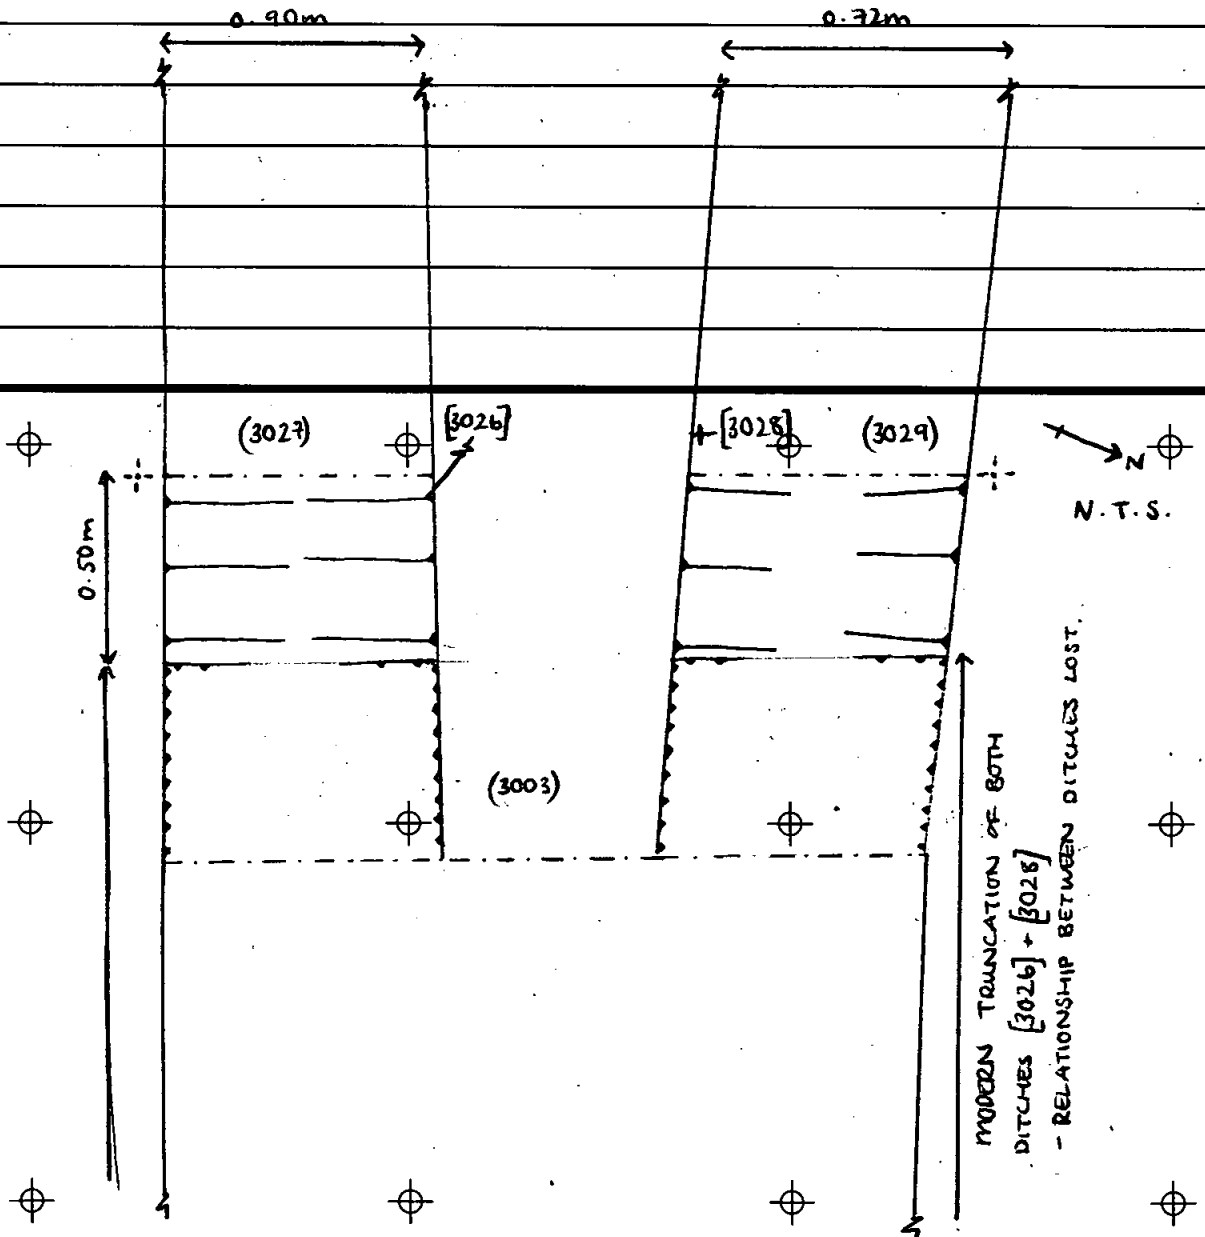 0.90m
0.72m
(3027)
[3026]
[3028]
(3029)
N
N.T.S.
0.50m
(3003)
MODERN TRUNCATION OF BOTH
DITCHES [3026] + [3028]
- RELATIONSHIP BETWEEN DITCHES LOST.